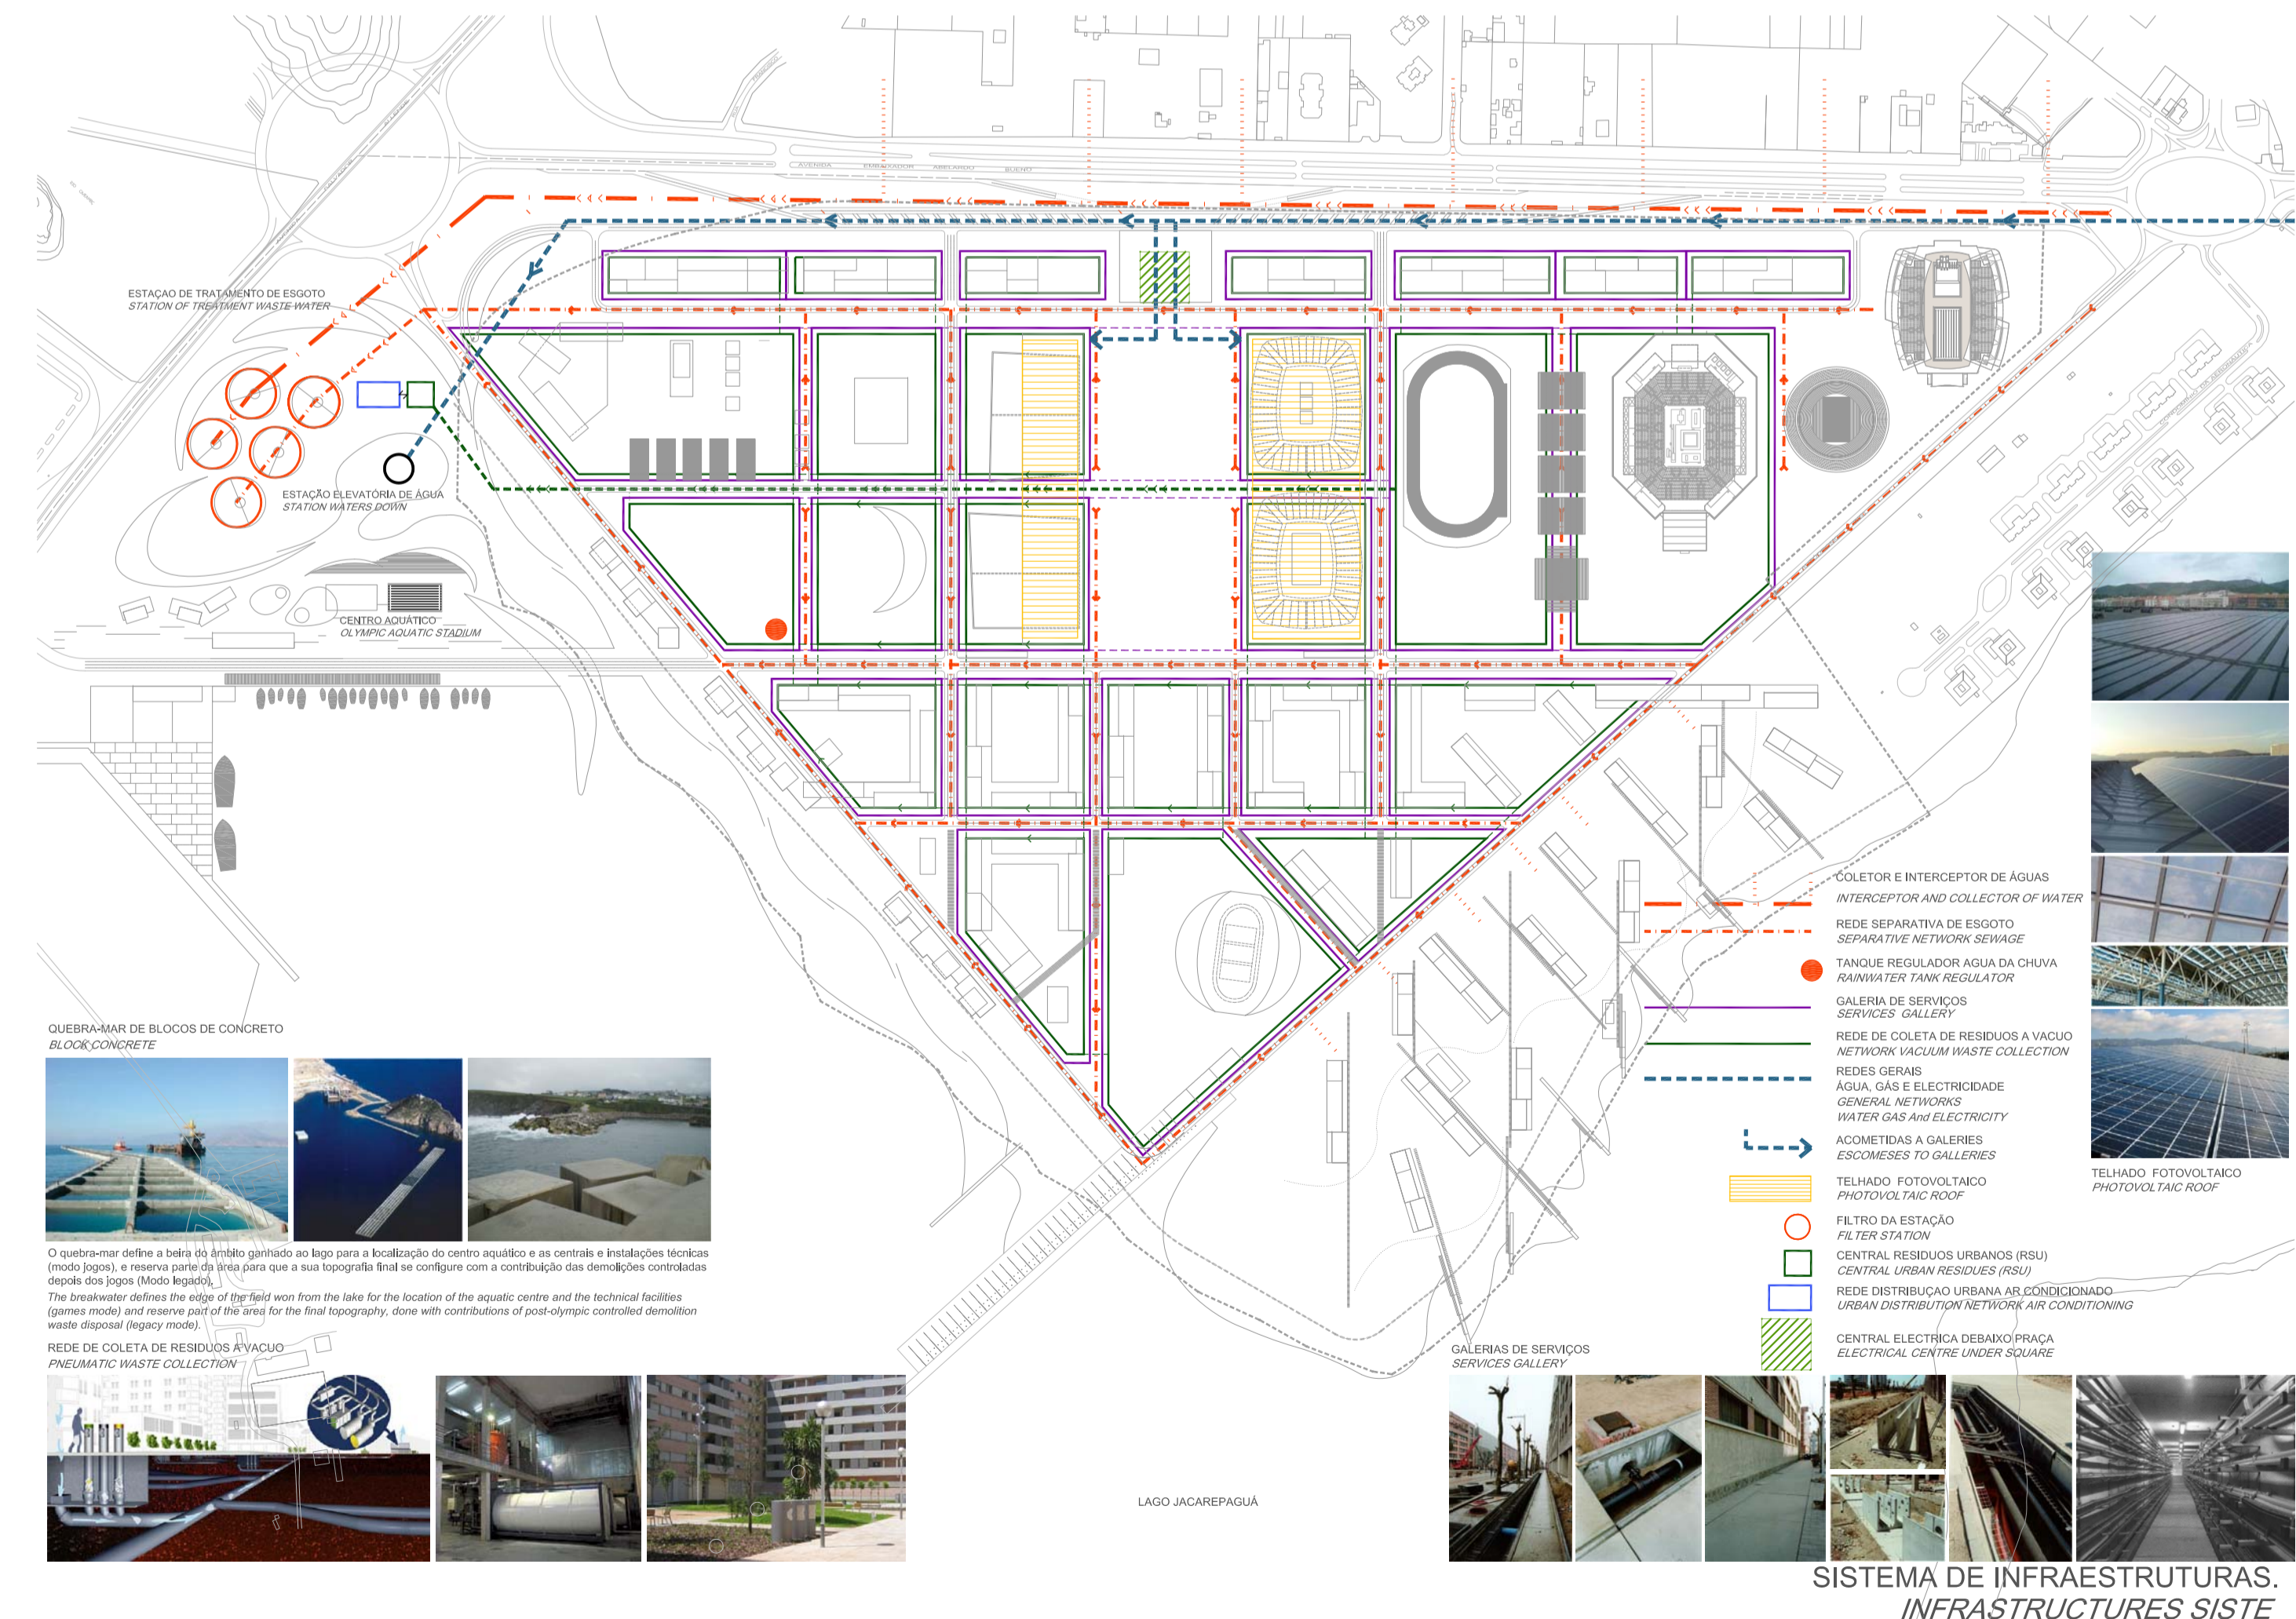 AVENIDA EMBAIXADOR ABELARDO BUENO
ESTAÇAO DE TRATAMENTO DE ESGOTO
STATION OF TREATMENT WASTE WATER
ESTAÇÃO ELEVATÓRIA DE ÁGUA
STATION WATERS DOWN
CENTRO AQUÁTICO
OLYMPIC AQUATIC STADIUM
COLETOR E INTERCEPTOR DE ÁGUAS
INTERCEPTOR AND COLLECTOR OF WATER
REDE SEPARATIVA DE ESGOTO
SEPARATIVE NETWORK SEWAGE
TANQUE REGULADOR AGUA DA CHUVA
RAINWATER TANK REGULATOR
GALERIA DE SERVIÇOS
SERVICES GALLERY
REDE DE COLETA DE RESIDUOS A VACUO
NETWORK VACUUM WASTE COLLECTION
REDES GERAIS
ÁGUA, GÁS E ELECTRICIDADE
GENERAL NETWORKS
WATER GAS And ELECTRICITY
ACOMETIDAS A GALERIES
ESCOMESES TO GALLERIES
TELHADO FOTOVOLTAICO
PHOTOVOLTAIC ROOF
FILTRO DA ESTAÇÃO
FILTER STATION
CENTRAL RESIDUOS URBANOS (RSU)
CENTRAL URBAN RESIDUES (RSU)
REDE DISTRIBUÇAO URBANA AR CONDICIONADO
URBAN DISTRIBUTION NETWORK AIR CONDITIONING
CENTRAL ELECTRICA DEBAIXO PRAÇA
ELECTRICAL CENTRE UNDER SQUARE
TELHADO FOTOVOLTAICO
PHOTOVOLTAIC ROOF
QUEBRA-MAR DE BLOCOS DE CONCRETO
BLOCK CONCRETE
O quebra-mar define a beira do âmbito ganhado ao lago para a localização do centro aquático e as centrais e instalações técnicas
(modo jogos), e reserva parte da área para que a sua topografia final se configure com a contribuição das demolições controladas
depois dos jogos (Modo legado).
The breakwater defines the edge of the field won from the lake for the location of the aquatic centre and the technical facilities
(games mode) and reserve part of the area for the final topography, done with contributions of post-olympic controlled demolition
waste disposal (legacy mode).
REDE DE COLETA DE RESIDUOS A VACUO
PNEUMATIC WASTE COLLECTION
GALERIAS DE SERVIÇOS
SERVICES GALLERY
LAGO JACAREPAGUÁ
SISTEMA DE INFRAESTRUTURAS.
INFRASTRUCTURES SISTE